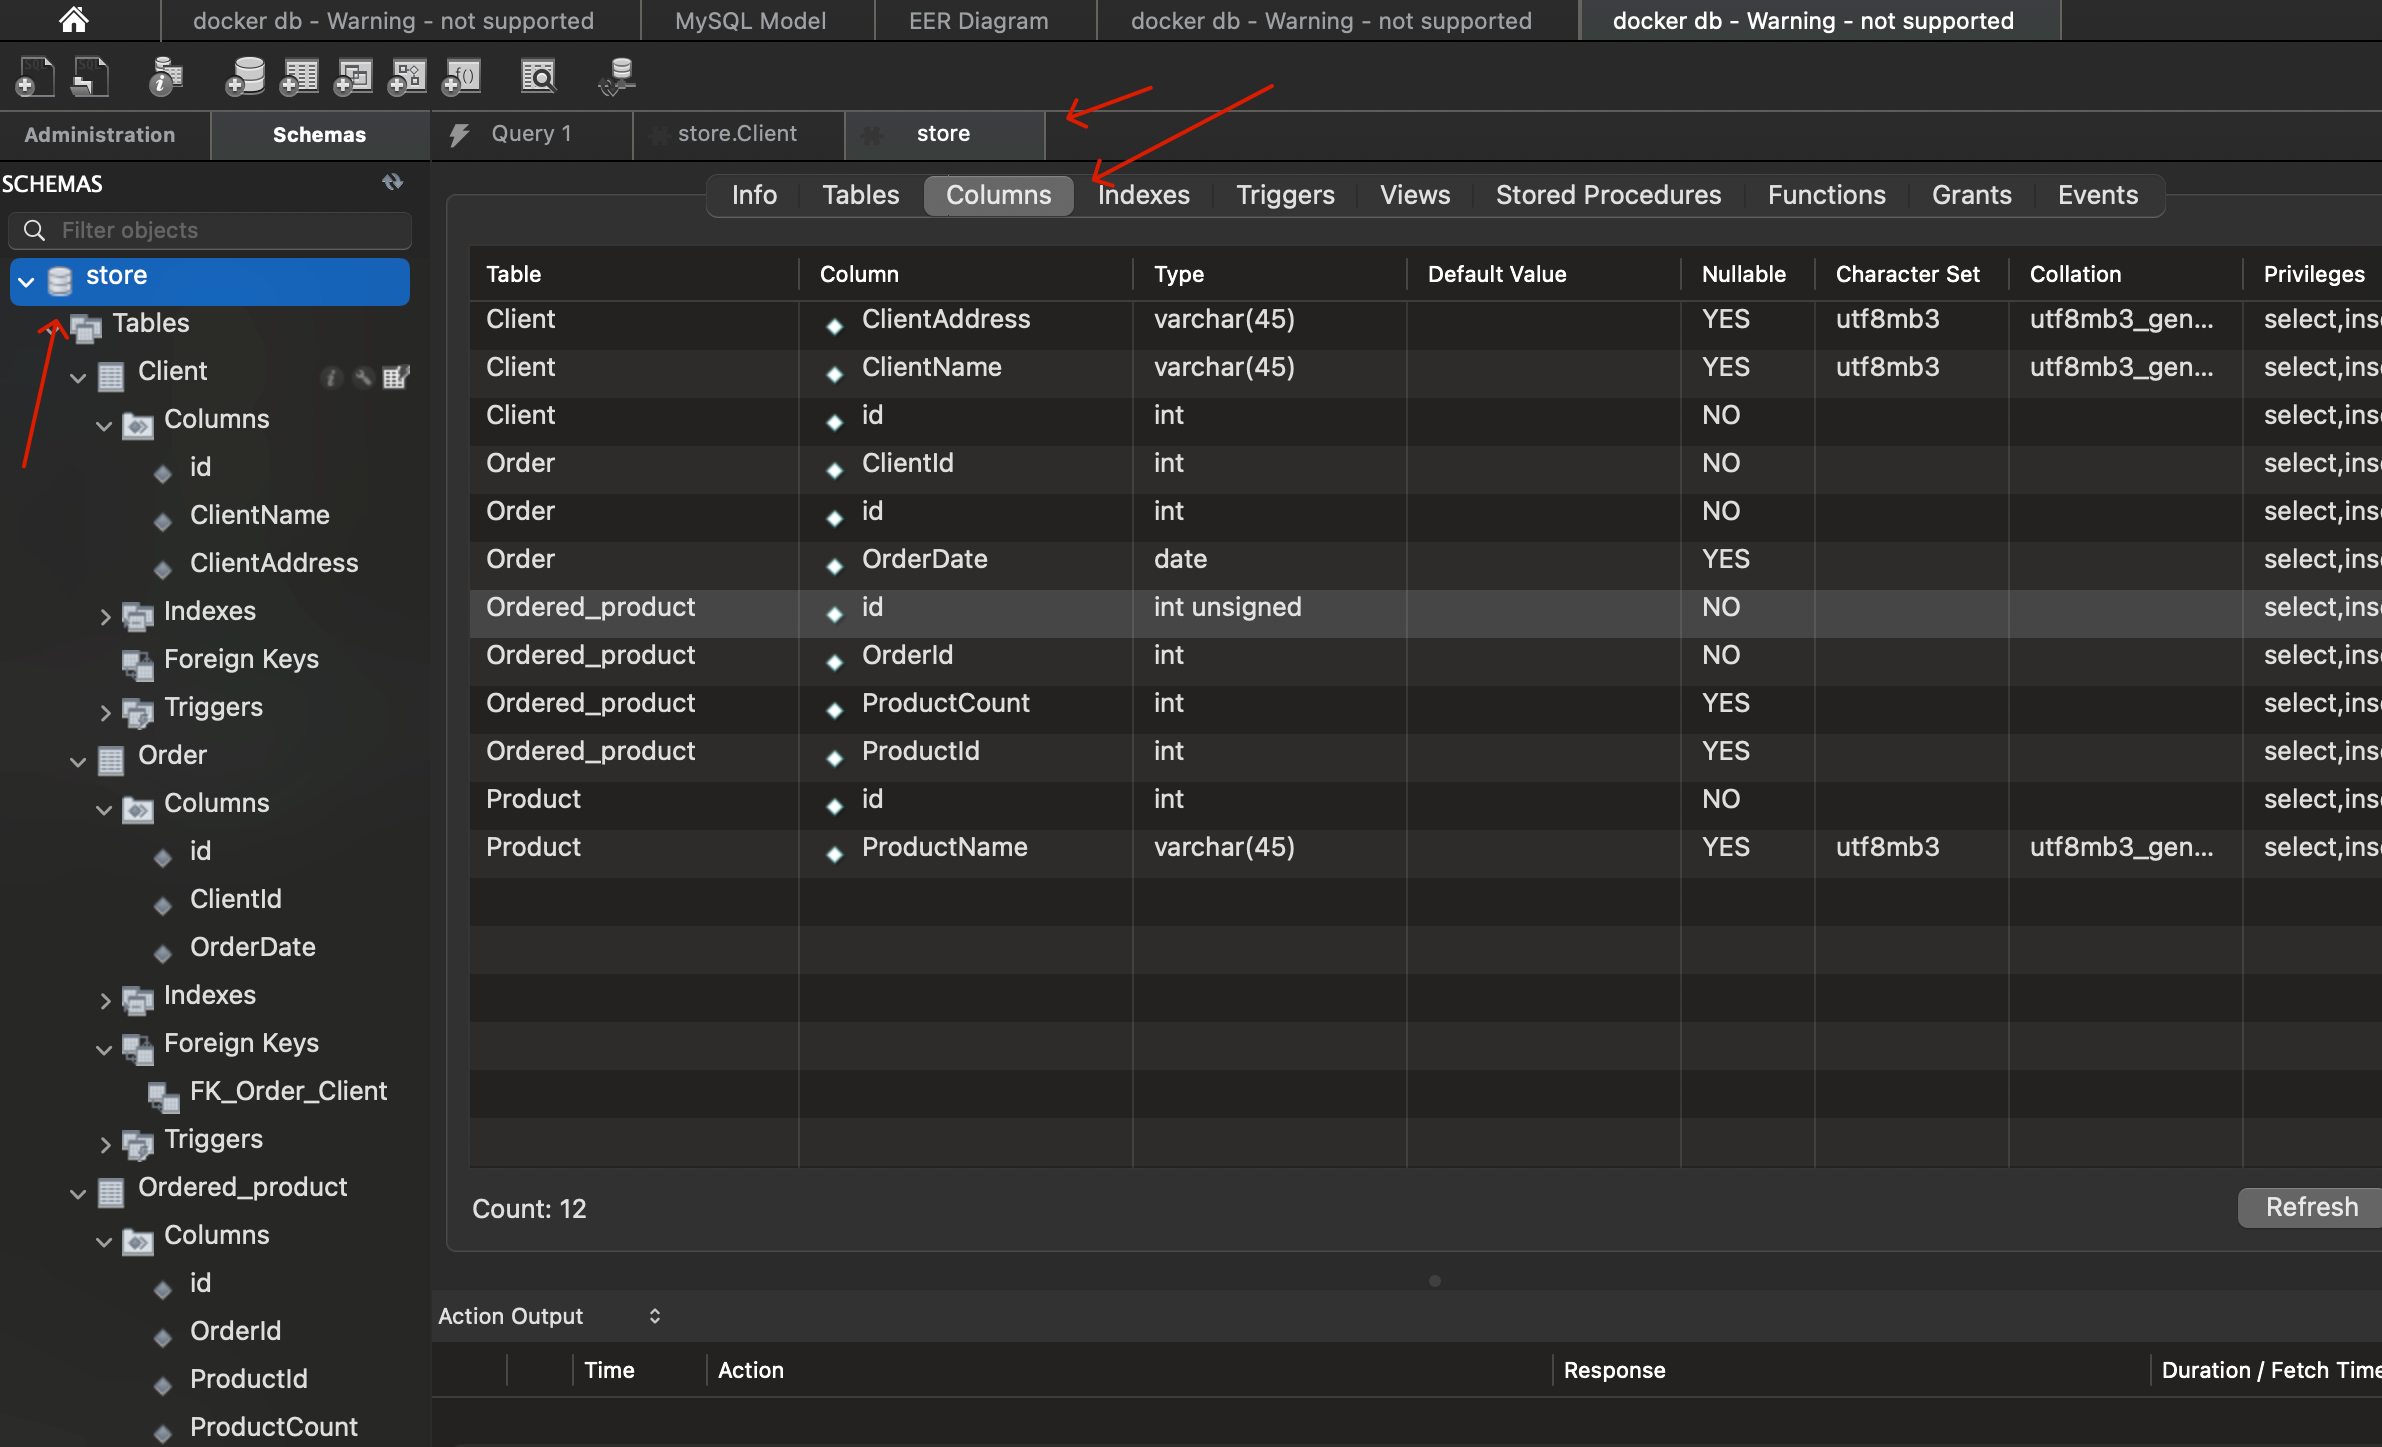 docker db - Warning - not supported
MySQL Model
EER Diagram
docker db - Warning - not supported
docker db - Warning - not supported
Administration
Schemas
Query 1
store.Client
store
SCHEMAS
Filter objects
store
Tables
Client
Columns
id
ClientName
ClientAddress
Indexes
Foreign Keys
Triggers
Order
Columns
id
ClientId
OrderDate
Indexes
Foreign Keys
FK_Order_Client
Triggers
Ordered_product
Columns
id
OrderId
ProductId
ProductCount
Info Tables Columns Indexes Triggers Views Stored Procedures Functions Grants Events
Table Column Type Default Value Nullable Character Set Collation Privileges
Client ClientAddress varchar(45) YES utf8mb3 utf8mb3_gen... select,ins
Client ClientName varchar(45) YES utf8mb3 utf8mb3_gen... select,ins
Client id int NO select,ins
Order ClientId int NO select,ins
Order id int NO select,ins
Order OrderDate date YES select,ins
Ordered_product id int unsigned NO select,ins
Ordered_product OrderId int NO select,ins
Ordered_product ProductCount int YES select,ins
Ordered_product ProductId int YES select,ins
Product id int NO select,ins
Product ProductName varchar(45) YES utf8mb3 utf8mb3_gen... select,ins
Count: 12
Refresh
Action Output
Time Action Response Duration / Fetch Time